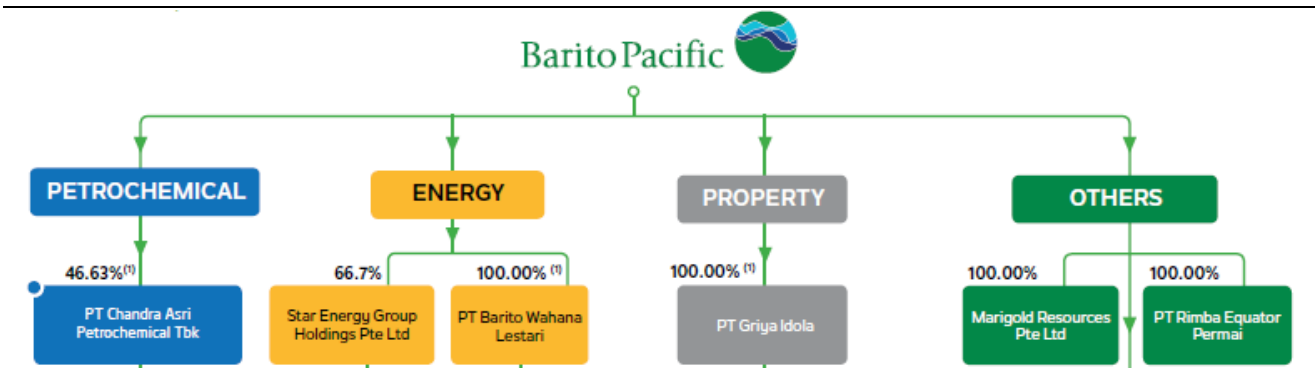 Barito Pacific
PETROCHEMICAL
ENERGY
PROPERTY
OTHERS
46.63%(1)
66.7%
100.00% (1)
100.00% (1)
100.00%
100.00%
PT Chandra Asri
Petrochemical Tbk
Star Energy Group
Holdings Pte Ltd
PT Barito Wahana
Lestari
PT Griya Idola
Marigold Resources
Pte Ltd
PT Rimba Equator
Permai